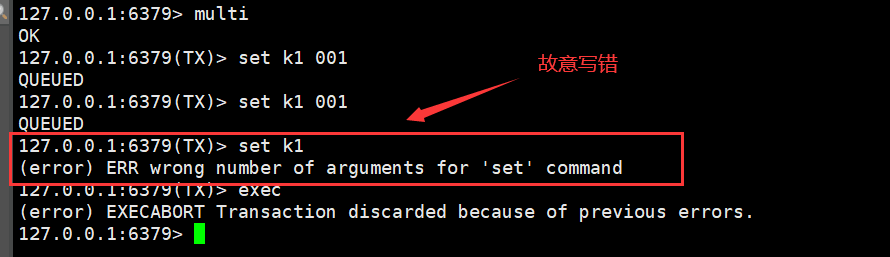 127.0.0.1:6379> multi
OK
127.0.0.1:6379(TX)> set k1 001
QUEUED
故意写错
127.0.0.1:6379(TX)> set k1 001
QUEUED
127.0.0.1:6379(TX)> set k1
(error) ERR wrong number of arguments for 'set' command
127.0.0.1:6379(TX)> exec
(error) EXECABORT Transaction discarded because of previous errors.
127.0.0.1:6379>